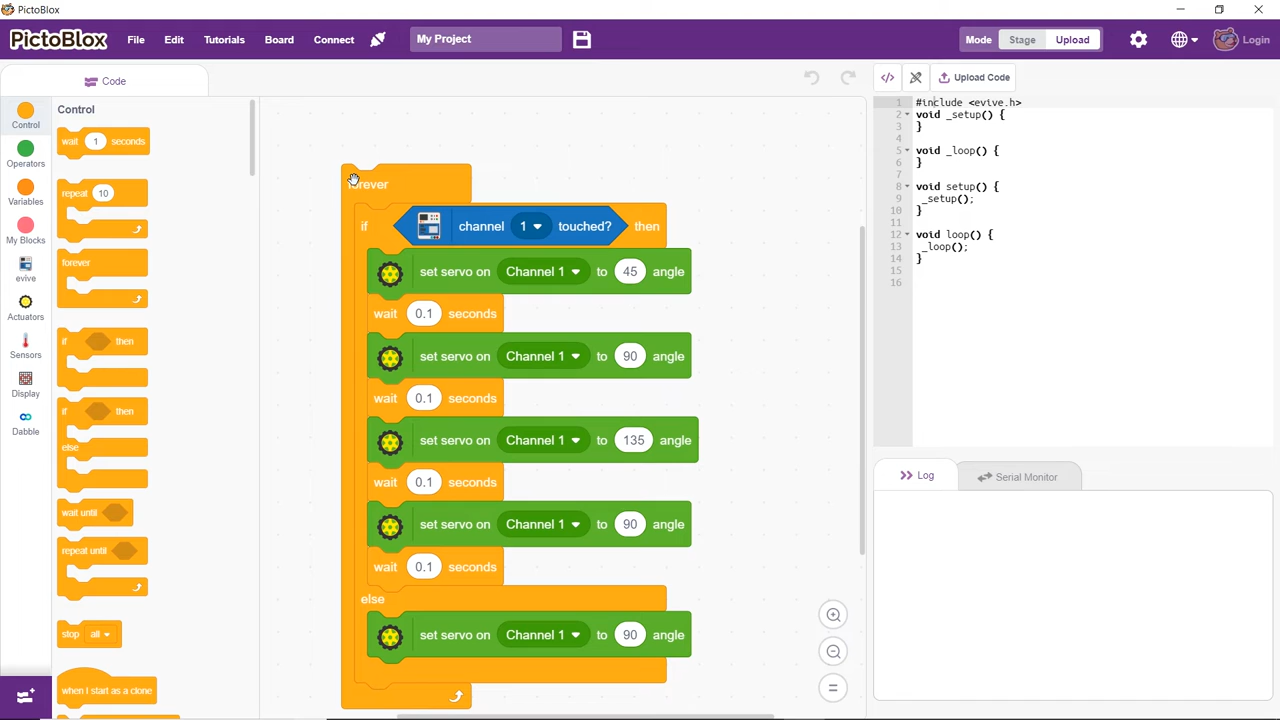 PictoBlox
PictoBlox File Edit Tutorials Board Connect My Project Mode Stage Upload Login
Code
Upload Code
Control
Operators
Variables
My Blocks
evive
Actuators
Sensors
Display
Dabble
Control
wait 1 seconds
repeat 10
forever
if then
if then
else
wait until
repeat until
stop all
when I start as a clone
forever
if channel 1 touched? then
set servo on Channel 1 to 45 angle
wait 0.1 seconds
set servo on Channel 1 to 90 angle
wait 0.1 seconds
set servo on Channel 1 to 135 angle
wait 0.1 seconds
set servo on Channel 1 to 90 angle
wait 0.1 seconds
else
set servo on Channel 1 to 90 angle
1 #include <evive.h>
2 void _setup() {
3 }
4
5 void _loop() {
6 }
7
8 void setup() {
9 _setup();
10 }
11
12 void loop() {
13 _loop();
14 }
15
16
Log Serial Monitor